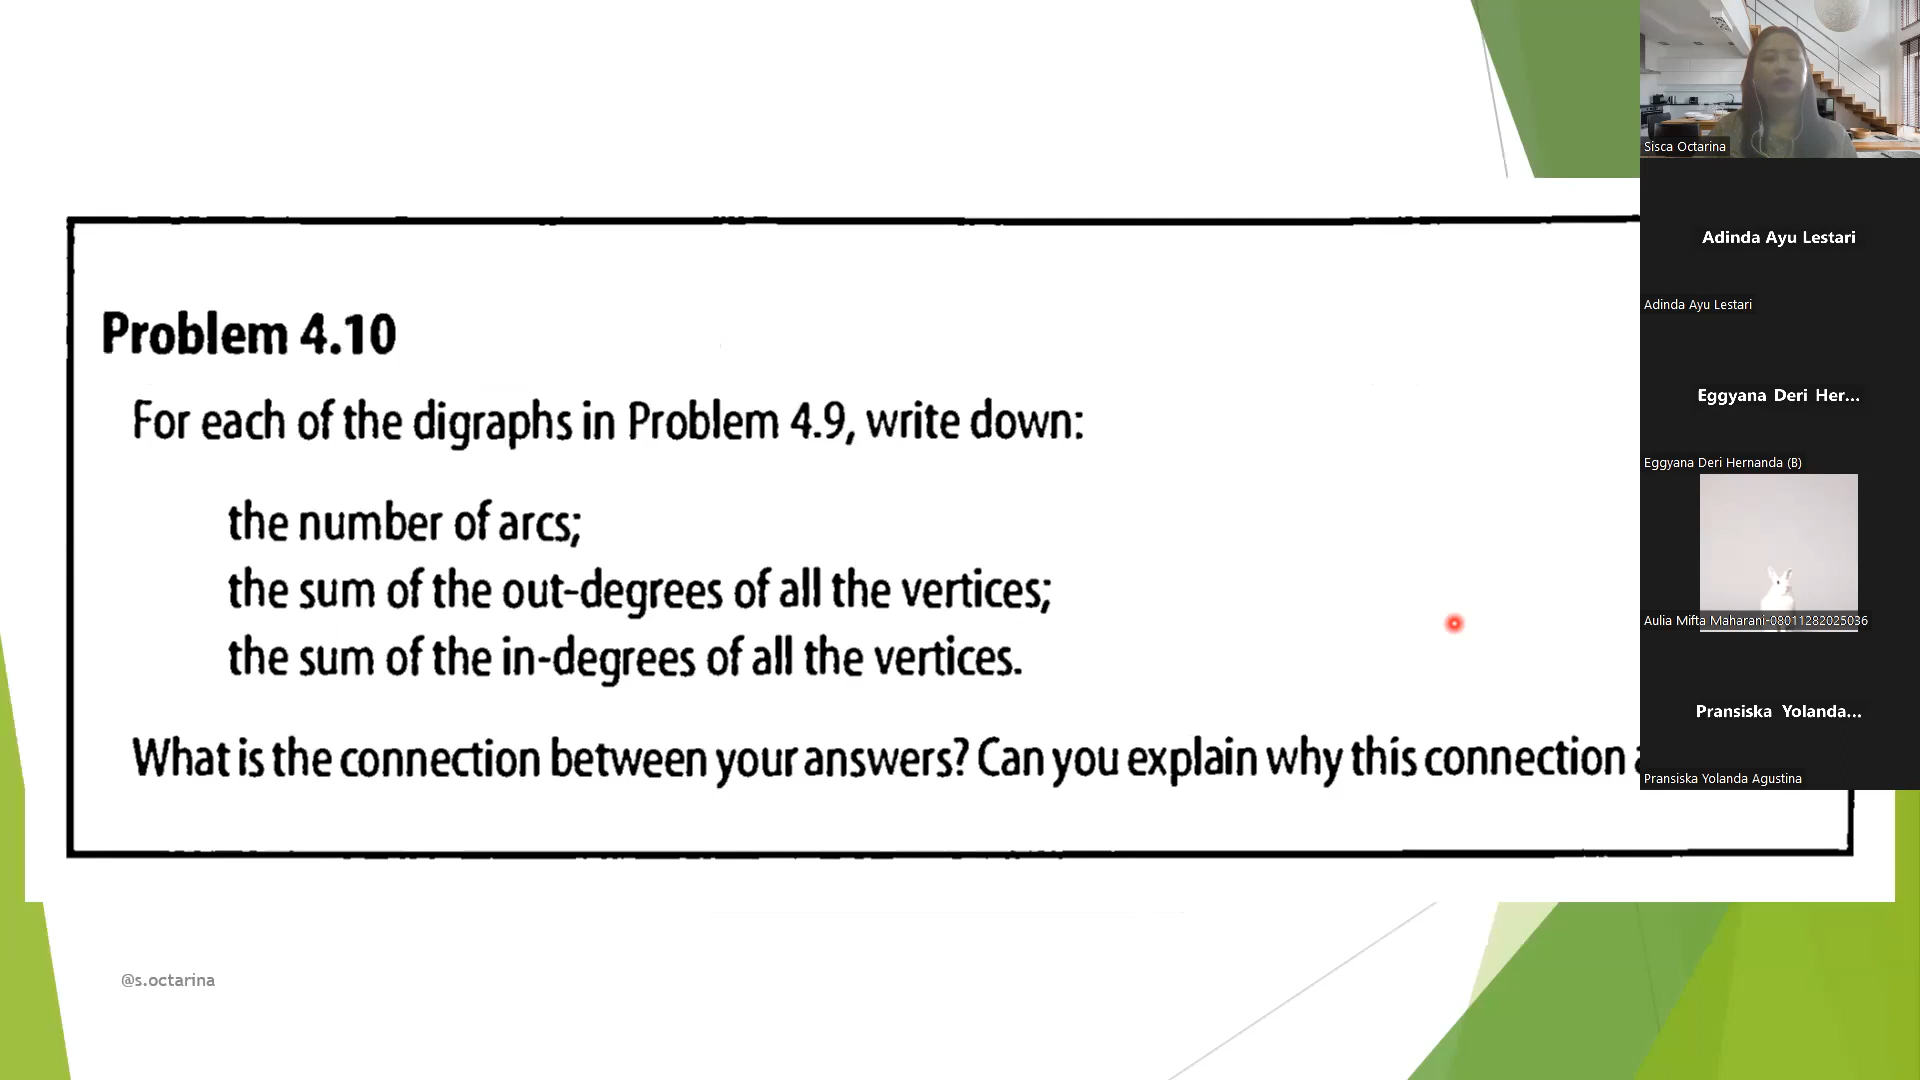 Problem 4.10
For each of the digraphs in Problem 4.9, write down:
the number of arcs;
the sum of the out-degrees of all the vertices;
the sum of the in-degrees of all the vertices.
What is the connection between your answers? Can you explain why this connection
@s.octarina
Sisca Octarina
Adinda Ayu Lestari
Adinda Ayu Lestari
Eggyana Deri Her...
Eggyana Deri Hernanda (B)
Aulia Mifta Maharani-08011282025036
Pransiska Yolanda...
Pransiska Yolanda Agustina